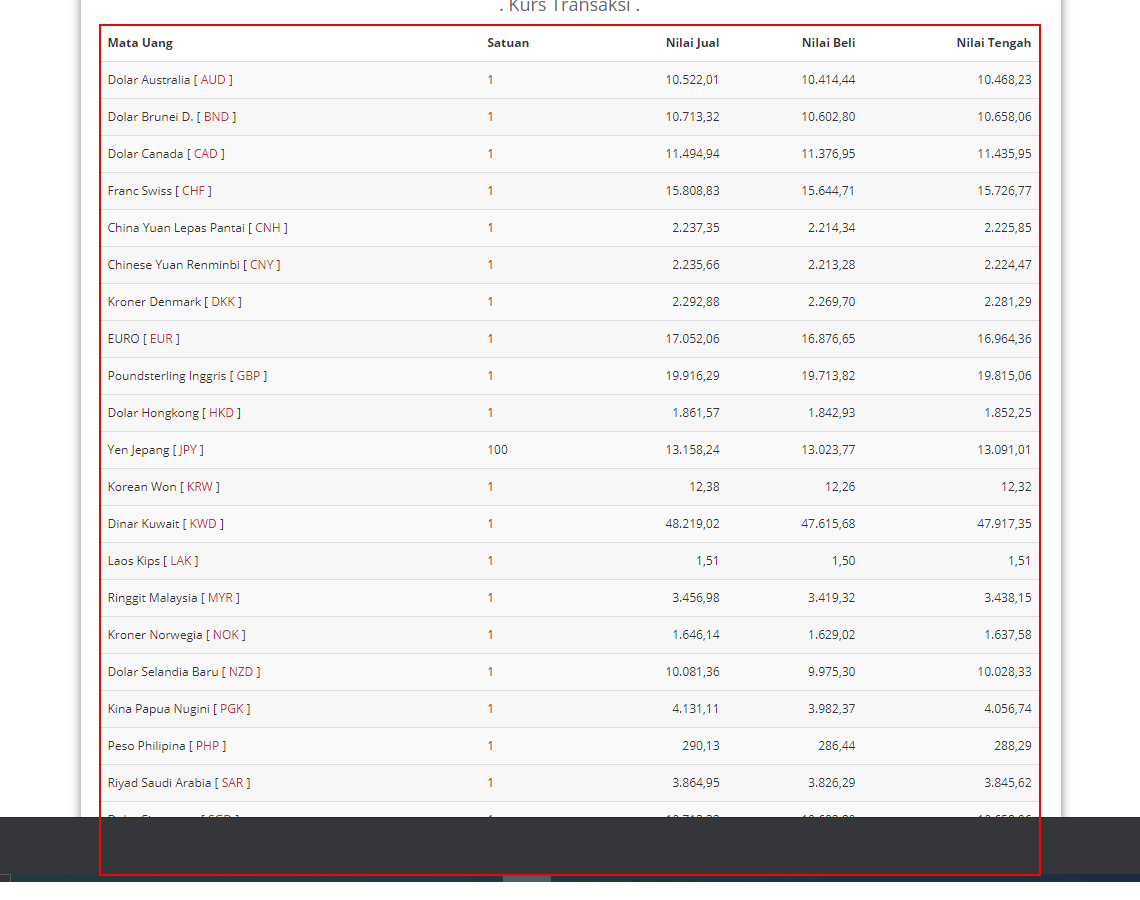 . Kurs Transaksi .
Mata Uang Satuan Nilai Jual Nilai Beli Nilai Tengah
Dolar Australia [ AUD ] 1 10.522,01 10.414,44 10.468,23
Dolar Brunei D. [ BND ] 1 10.713,32 10.602,80 10.658,06
Dolar Canada [ CAD ] 1 11.494,94 11.376,95 11.435,95
Franc Swiss [ CHF ] 1 15.808,83 15.644,71 15.726,77
China Yuan Lepas Pantai [ CNH ] 1 2.237,35 2.214,34 2.225,85
Chinese Yuan Renminbi [ CNY ] 1 2.235,66 2.213,28 2.224,47
Kroner Denmark [ DKK ] 1 2.292,88 2.269,70 2.281,29
EURO [ EUR ] 1 17.052,06 16.876,65 16.964,36
Poundsterling Inggris [ GBP ] 1 19.916,29 19.713,82 19.815,06
Dolar Hongkong [ HKD ] 1 1.861,57 1.842,93 1.852,25
Yen Jepang [ JPY ] 100 13.158,24 13.023,77 13.091,01
Korean Won [ KRW ] 1 12,38 12,26 12,32
Dinar Kuwait [ KWD ] 1 48.219,02 47.615,68 47.917,35
Laos Kips [ LAK ] 1 1,51 1,50 1,51
Ringgit Malaysia [ MYR ] 1 3.456,98 3.419,32 3.438,15
Kroner Norwegia [ NOK ] 1 1.646,14 1.629,02 1.637,58
Dolar Selandia Baru [ NZD ] 1 10.081,36 9.975,30 10.028,33
Kina Papua Nugini [ PGK ] 1 4.131,11 3.982,37 4.056,74
Peso Philipina [ PHP ] 1 290,13 286,44 288,29
Riyad Saudi Arabia [ SAR ] 1 3.864,95 3.826,29 3.845,62